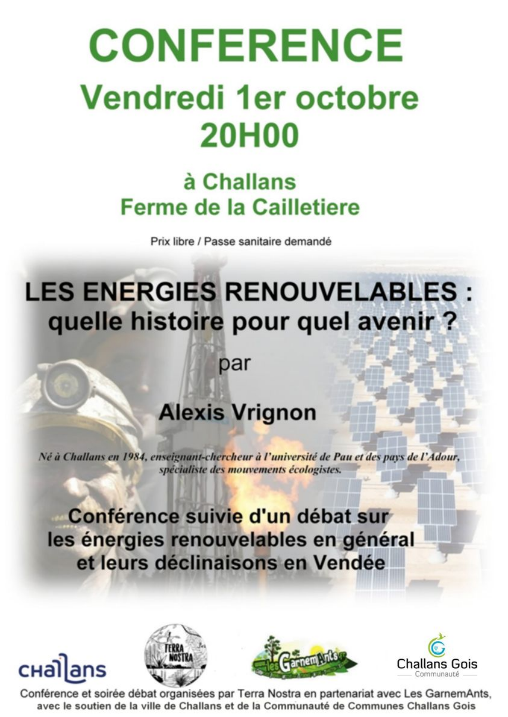 CONFERENCE
Vendredi 1er octobre
20H00
à Challans
Ferme de la Cailletiere
Prix libre / Passe sanitaire demandé
LES ENERGIES RENOUVELABLES :
quelle histoire pour quel avenir ?
par
Alexis Vrignon
Né à Challans en 1984, enseignant-chercheur à l'université de Pau et des pays de l'Adour,
spécialiste des mouvements écologistes.
Conférence suivie d'un débat sur
les énergies renouvelables en général
et leurs déclinaisons en Vendée
challans
TERRA
NOSTRA
les GarnemAnts
Challans Gois
Communauté
Conférence et soirée débat organisées par Terra Nostra en partenariat avec Les GarnemAnts,
avec le soutien de la ville de Challans et de la Communauté de Communes Challans Gois